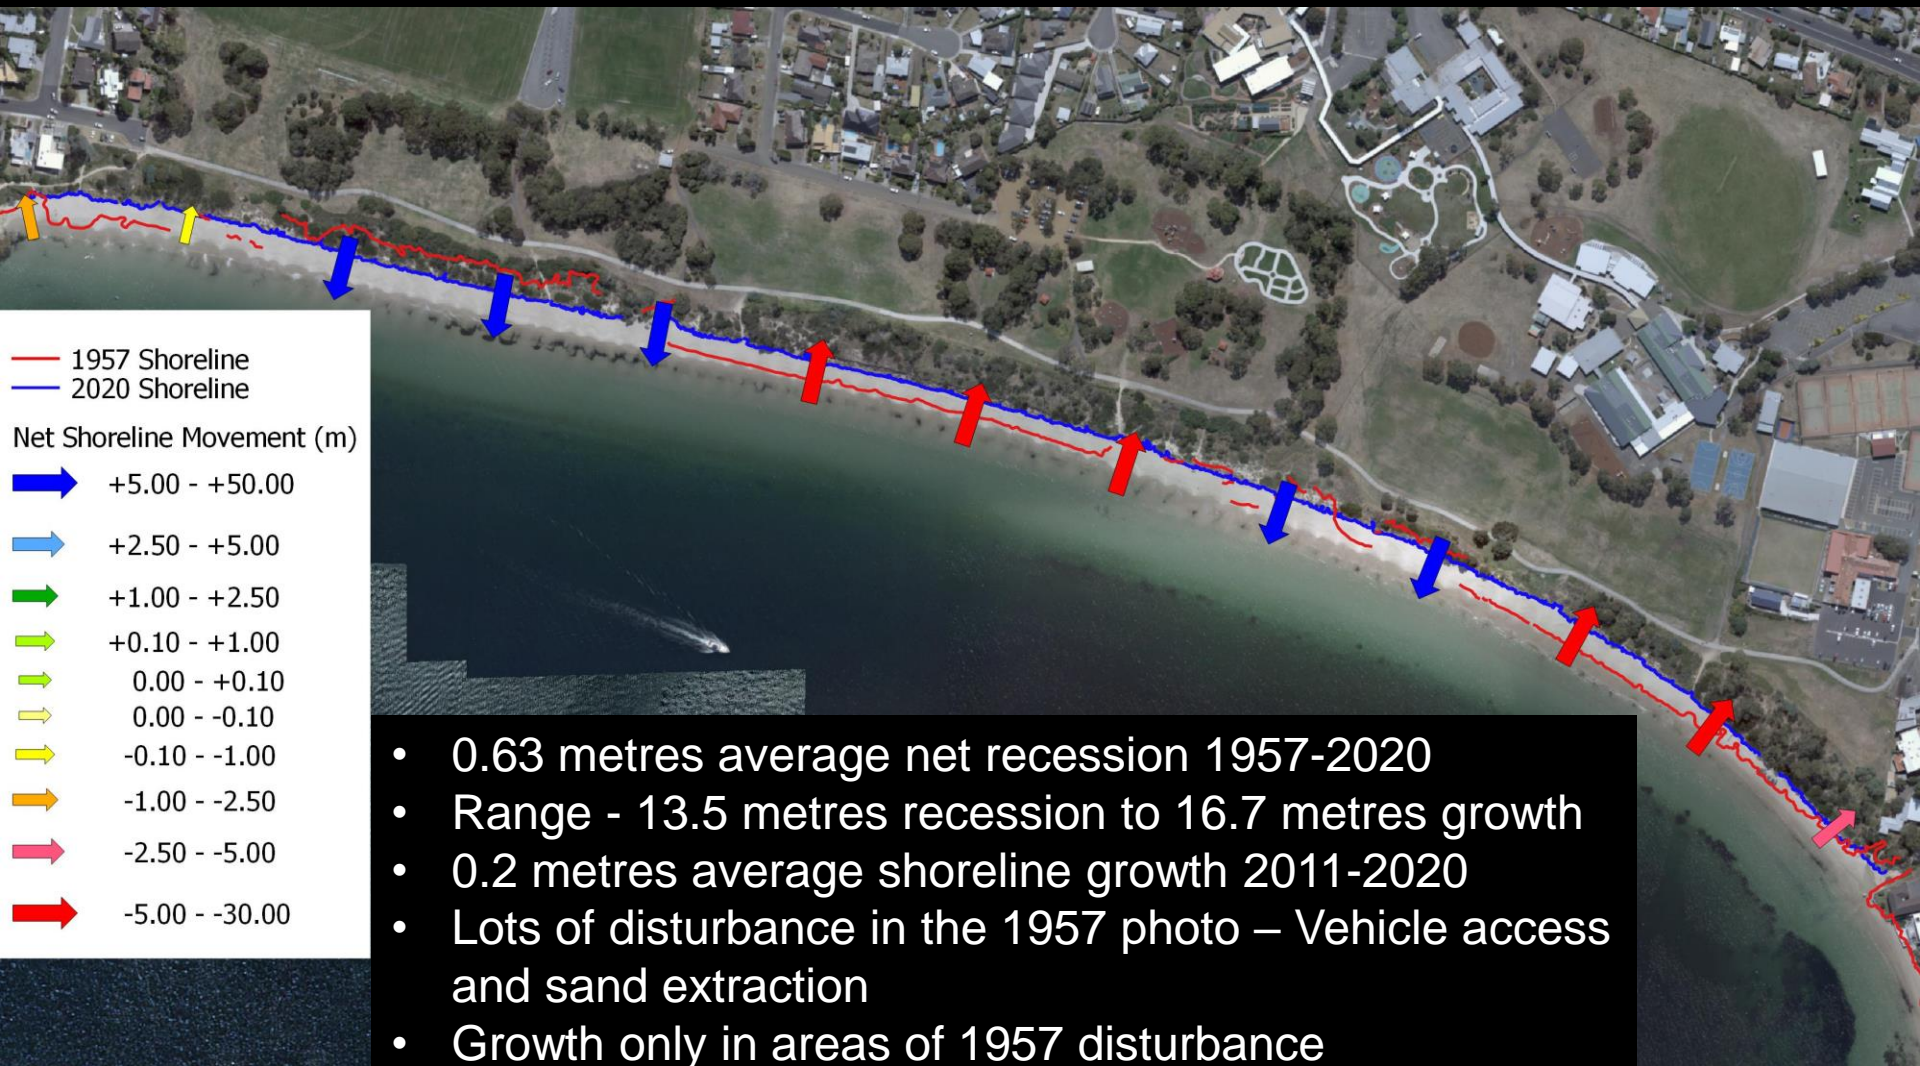 1957 Shoreline
2020 Shoreline
Net Shoreline Movement (m)
+5.00 - +50.00
+2.50 - +5.00
+1.00 - +2.50
+0.10 - +1.00
0.00 - +0.10
0.00 - -0.10
-0.10 - -1.00
-1.00 - -2.50
-2.50 - -5.00
-5.00 - -30.00
• 0.63 metres average net recession 1957-2020
• Range - 13.5 metres recession to 16.7 metres growth
• 0.2 metres average shoreline growth 2011-2020
• Lots of disturbance in the 1957 photo – Vehicle access
and sand extraction
• Growth only in areas of 1957 disturbance